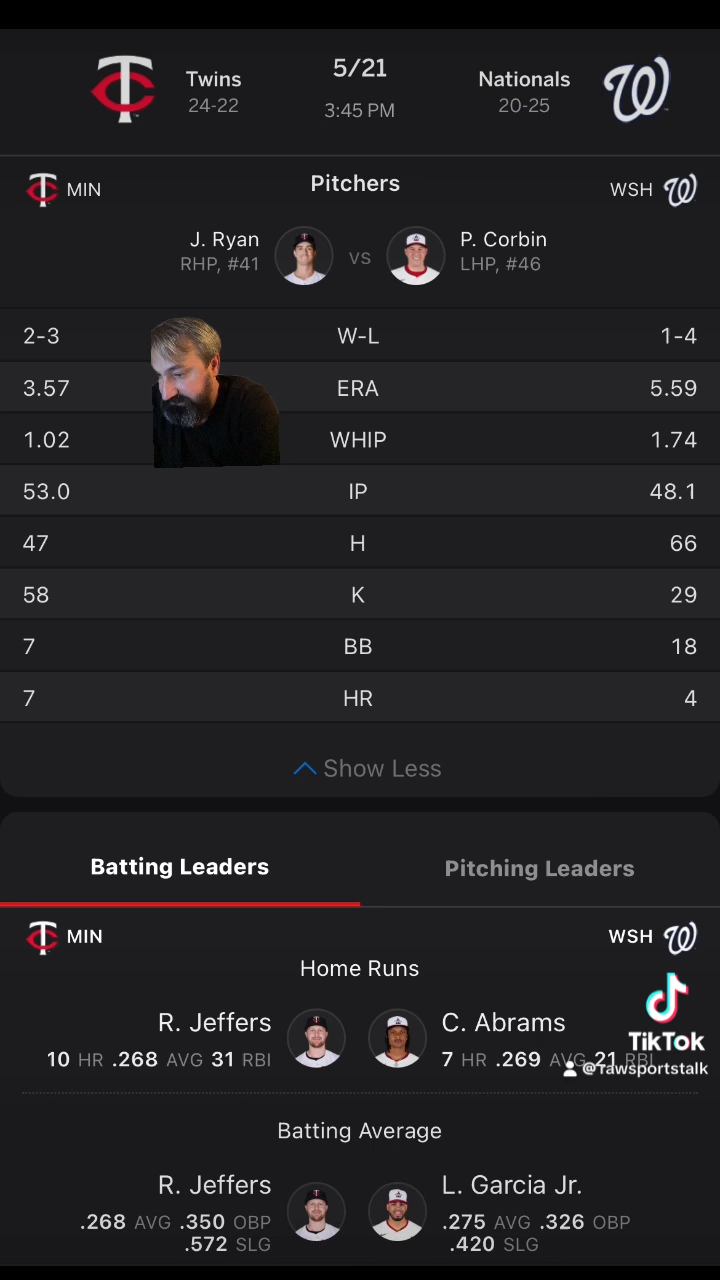 Twins
24-22
5/21
3:45 PM
Nationals
20-25
MIN
Pitchers
WSH
J. Ryan
RHP, #41
vs
P. Corbin
LHP, #46
2-3 W-L 1-4
3.57 ERA 5.59
1.02 WHIP 1.74
53.0 IP 48.1
47 H 66
58 K 29
7 BB 18
7 HR 4
Show Less
Batting Leaders
Pitching Leaders
MIN
WSH
Home Runs
R. Jeffers
10 HR .268 AVG 31 RBI
C. Abrams
7 HR .269 AVG 21 RBI
TikTok
@rawsportstalk
Batting Average
R. Jeffers
.268 AVG .350 OBP
.572 SLG
L. Garcia Jr.
.275 AVG .326 OBP
.420 SLG